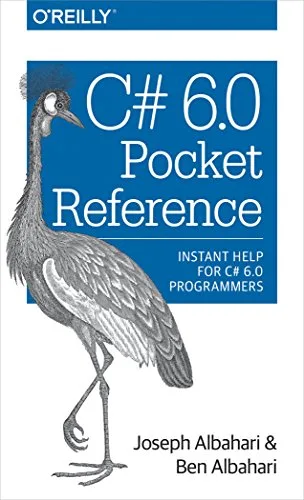 O'REILLY®
C# 6.0
Pocket
Reference
INSTANT HELP
FOR C# 6.0
PROGRAMMERS
Joseph Albahari &
Ben Albahari